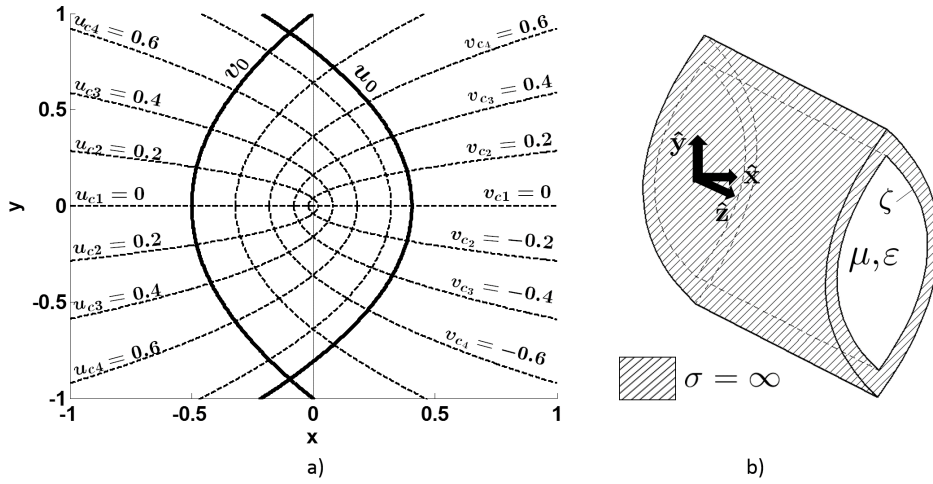 1
0.5
0
-0.5
-1
y
-1
-0.5
0
0.5
1
x
u_{c4} = 0.6
u_{c3} = 0.4
u_{c2} = 0.2
u_{c1} = 0
u_{c2} = 0.2
u_{c3} = 0.4
u_{c4} = 0.6
v_0
u_0
v_{c4} = 0.6
v_{c3} = 0.4
v_{c2} = 0.2
v_{c1} = 0
v_{c2} = −0.2
v_{c3} = −0.4
v_{c4} = −0.6
a)
ŷ
x̂
ẑ
ζ
μ, ε
σ = ∞
b)